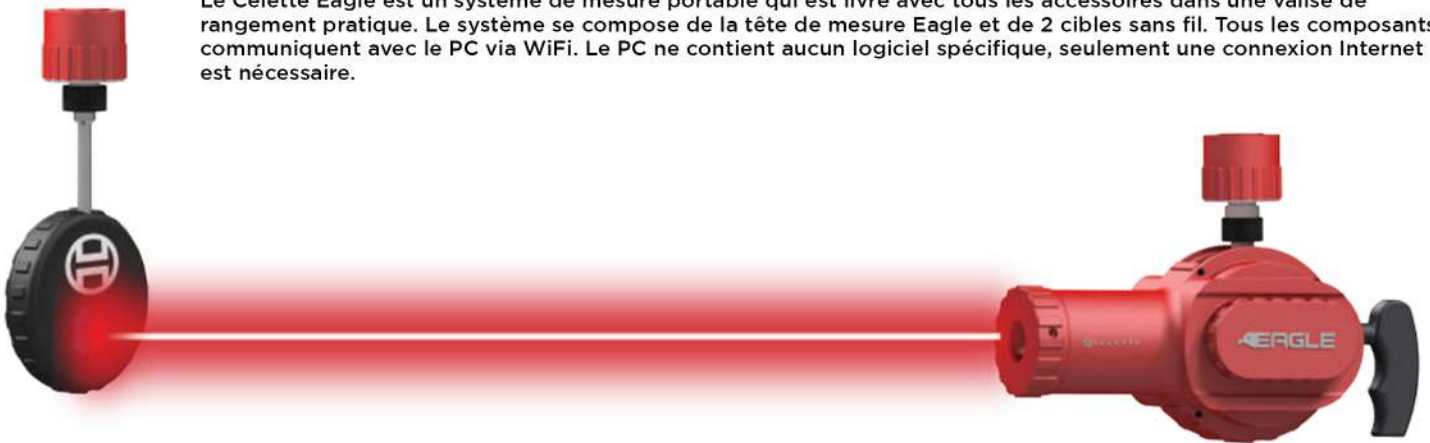 Le Celette Eagle est un système de mesure portable qui est livré avec tous les accessoires dans une valise de
rangement pratique. Le système se compose de la tête de mesure Eagle et de 2 cibles sans fil. Tous les composants
communiquent avec le PC via WiFi. Le PC ne contient aucun logiciel spécifique, seulement une connexion Internet
est nécessaire.
CELETTE
EAGLE